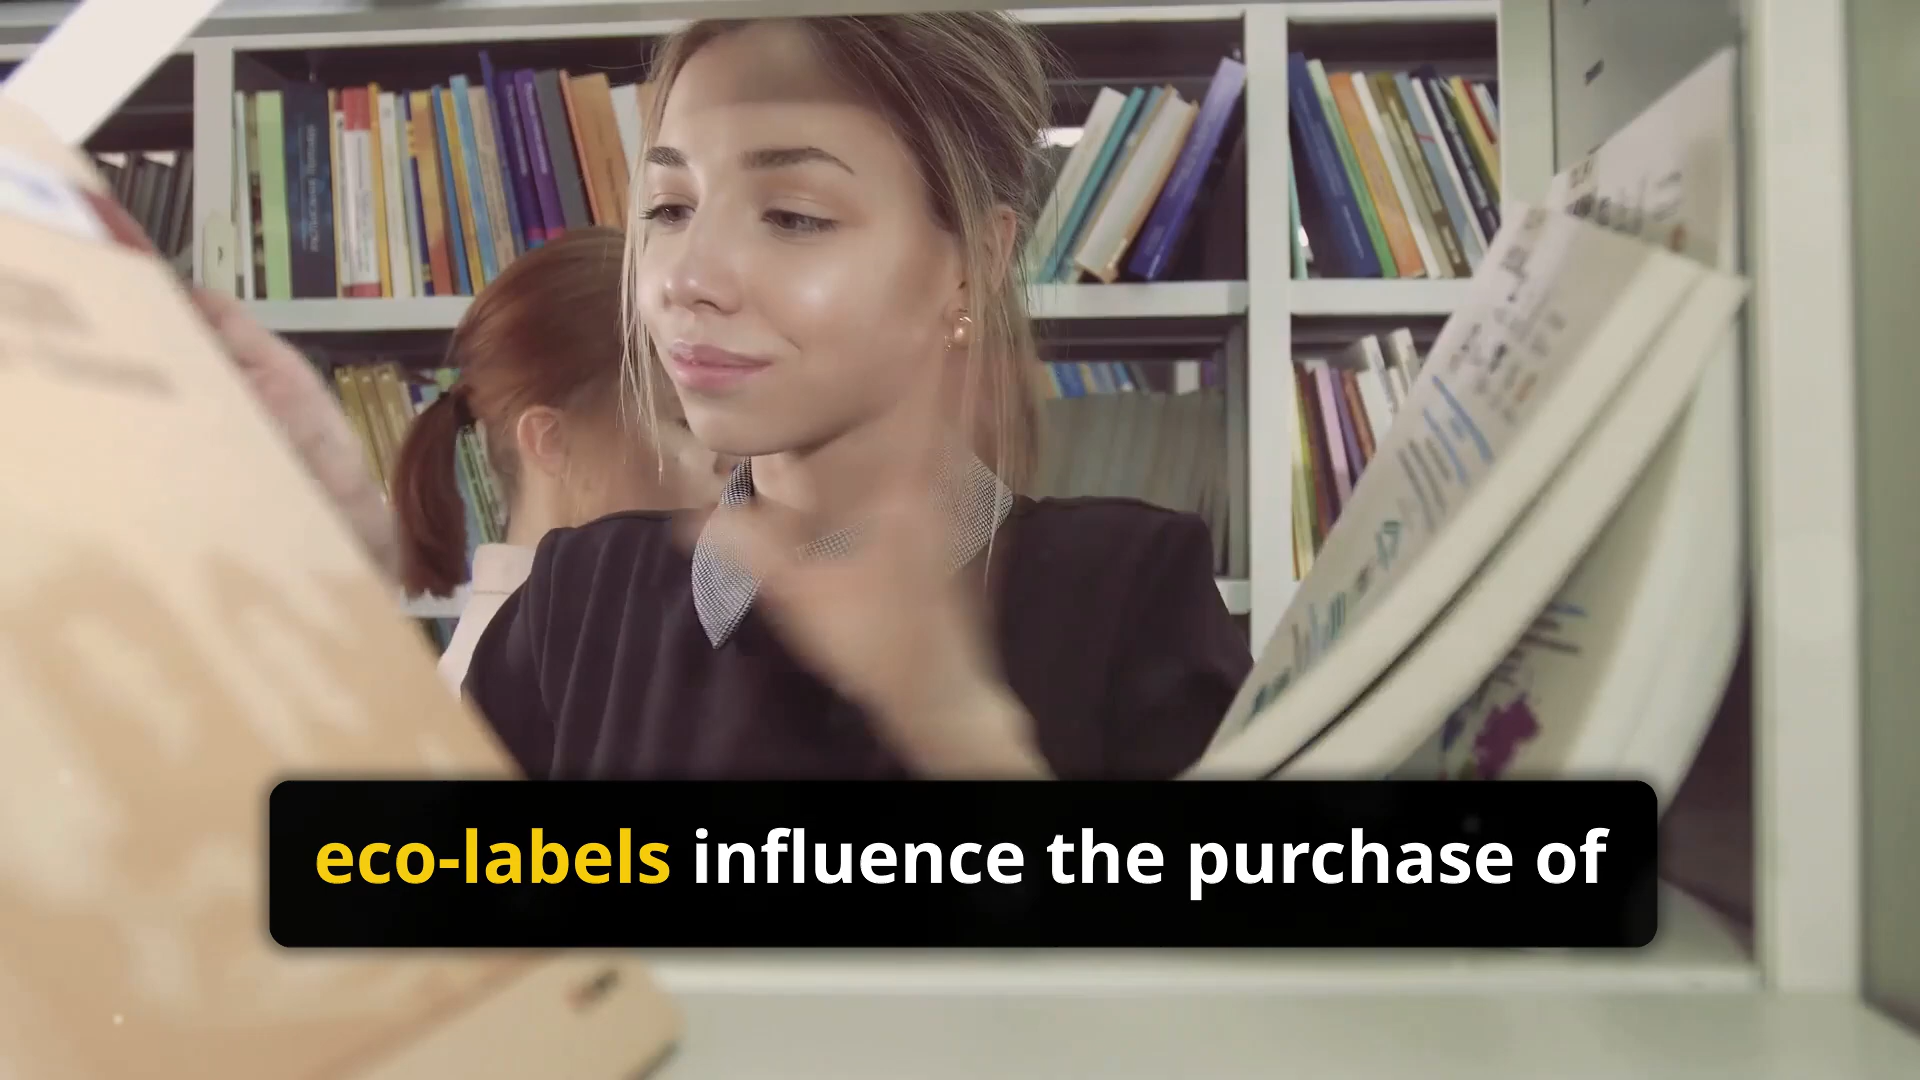 eco-labels influence the purchase of